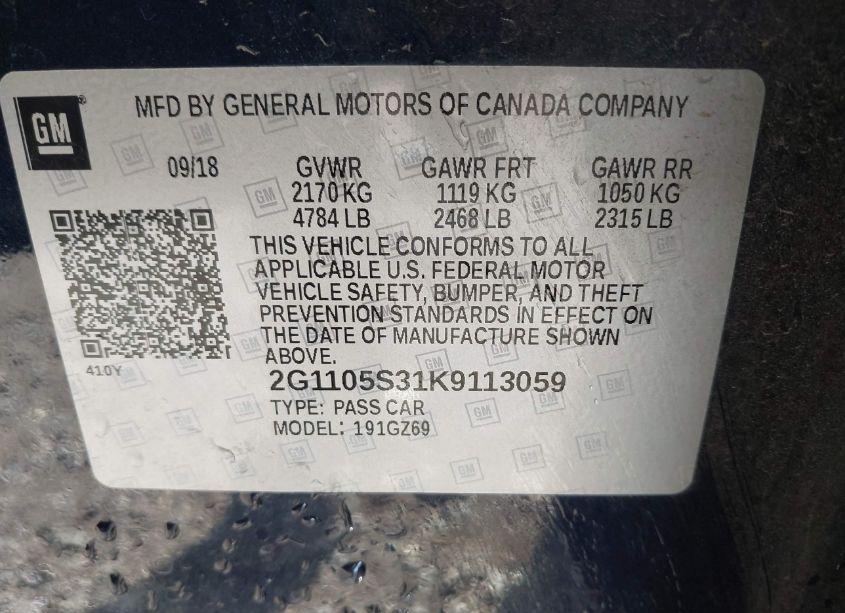 GM
MFD BY GENERAL MOTORS OF CANADA COMPANY
09/18 GVWR GAWR FRT GAWR RR
2170 KG 1119 KG 1050 KG
4784 LB 2468 LB 2315 LB
THIS VEHICLE CONFORMS TO ALL
APPLICABLE U.S. FEDERAL MOTOR
VEHICLE SAFETY, BUMPER, AND THEFT
PREVENTION STANDARDS IN EFFECT ON
THE DATE OF MANUFACTURE SHOWN
ABOVE.
410Y
2G1105S31K9113059
TYPE: PASS CAR
MODEL: 191GZ69